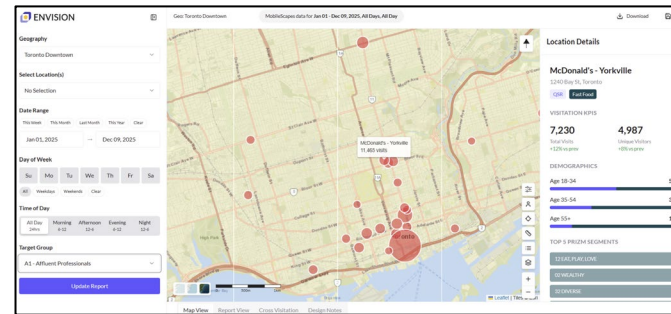 ENVISION
Geography
Toronto Downtown
Select Location(s)
No Selection
Date Range
This Week This Month Last Month This Year Clear
Jan 01, 2025 → Dec 09, 2025
Day of Week
Su Mo Tu We Th Fr Sa
All Weekdays Weekends Clear
Time of Day
All Day Morning Afternoon Evening Night
24hrs 6-12 12-6 6-12 12-6
Target Group
A1 - Affluent Professionals
Update Report
Geo: Toronto Downtown
MobileScapes data for Jan 01 - Dec 09, 2025, All Days, All Day
Download
McDonald's - Yorkville
11,465 visits
High Park
Leaflet
Map View Report View Cross Visitation Design Notes
Location Details
McDonald's - Yorkville
1240 Bay St, Toronto
QSR Fast Food
VISITATION KPIS
7,230 4,987
Total Visits Unique Visitors
+12% vs prev +8% vs prev
DEMOGRAPHICS
Age 18-34
Age 35-54
Age 55+
TOP 5 PRIZM SEGMENTS
12 EAT, PLAY, LOVE
02 WEALTHY
10 DIVERSE